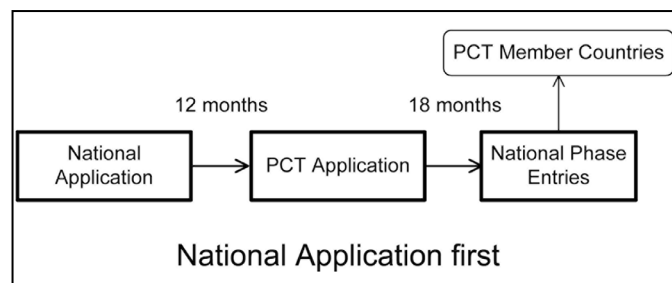 PCT Member Countries
12 months
18 months
National
Application
PCT Application
National Phase
Entries
National Application first